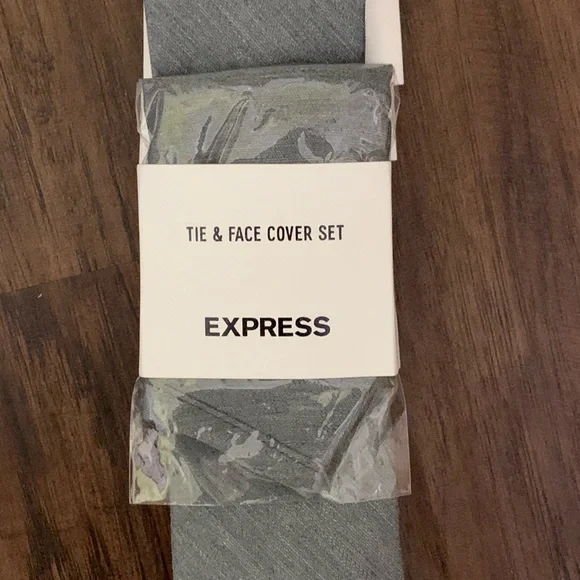 TIE & FACE COVER SET
EXPRESS